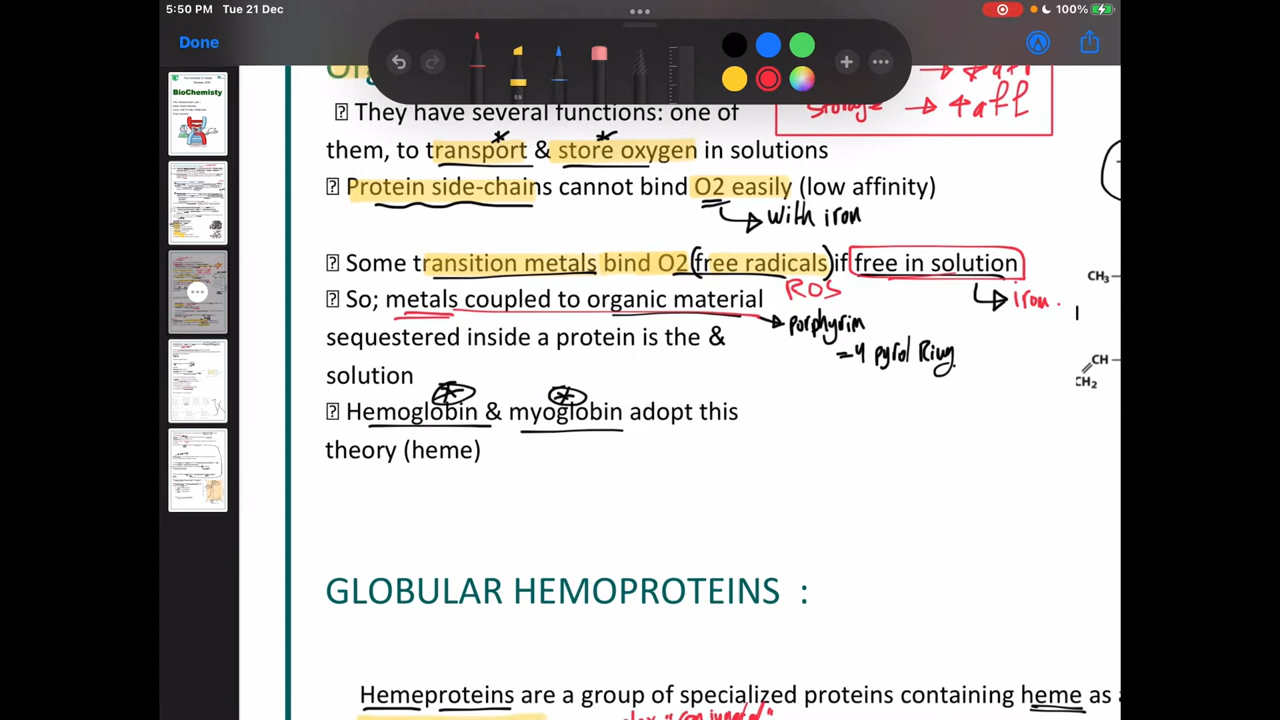 5:50 PM Tue 21 Dec
100%
Done
BioChemisty
→ ↑aff
storage → ↑aff
⍰ They have several functions: one of
them, to transport & store oxygen in solutions
⍰ Protein side-chains cannot bind O2 easily (low affinity)
with iron
⍰ Some transition metals bind O2 (free radicals) if free in solution
ROS
iron.
⍰ So; metals coupled to organic material
porphyrin
sequestered inside a protein is the &
=4 pyrol Ring
solution
⍰ Hemoglobin & myoglobin adopt this
theory (heme)
CH3
CH
CH2
GLOBULAR HEMOPROTEINS :
Hemeproteins are a group of specialized proteins containing heme as